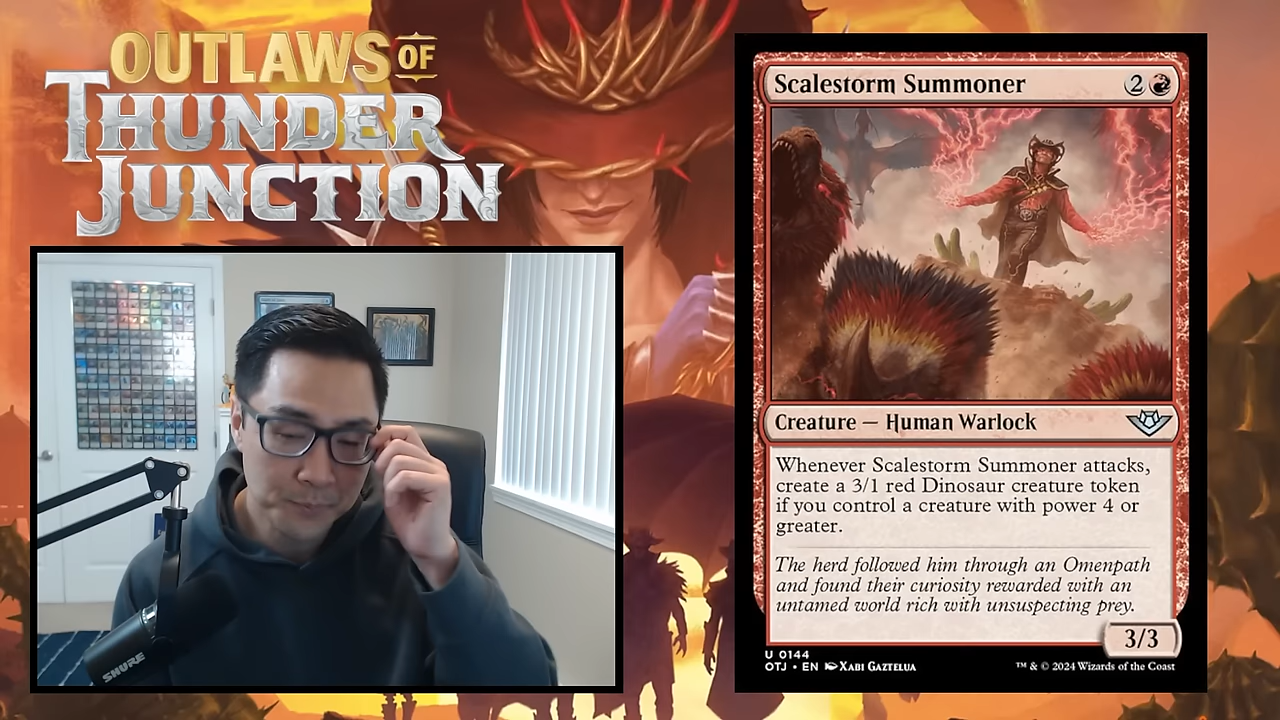 OUTLAWS OF
THUNDER
JUNCTION
SHURE
Scalestorm Summoner 2
Creature — Human Warlock
Whenever Scalestorm Summoner attacks,
create a 3/1 red Dinosaur creature token
if you control a creature with power 4 or
greater.
The herd followed him through an Omenpath
and found their curiosity rewarded with an
untamed world rich with unsuspecting prey.
3/3
U 0144
OTJ • EN Xabi Gaztelua
™ & © 2024 Wizards of the Coast